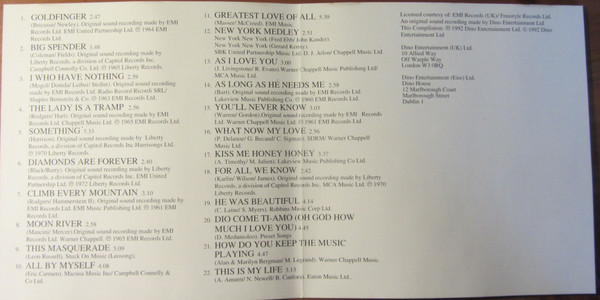 1. GOLDFINGER 2.47
(Bricusse/ Newley). Original sound recording made by EMI
Records Ltd. EMI United Partnership Ltd. ℗ 1964 EMI
Records Ltd.
2. BIG SPENDER 1.48
(Coleman/ Fields). Original sound recording made by
Liberty Records, a division of Capitol Records Inc.
Campbell Connelly Co. Ltd. ℗ 1965 Liberty Records.
3. I WHO HAVE NOTHING 2.59
(Mogol/ Donida/ Leiber/ Stoller). Original sound recording
made by EMI Records Ltd. Radio Record Ricordi SRL/
Shapiro Bernstein & Co. ℗ 1963 EMI Records Ltd.
4. THE LADY IS A TRAMP 2.56
(Rodgers/ Hart). Original sound recording made by EMI
Records Ltd. Chappell Music Ltd. ℗ 1965 EMI Records Ltd.
5. SOMETHING 3.33
(Harrison). Original sound recording made by Liberty
Records, a division of Capitol Records Inc. Harrisongs Ltd.
℗ 1970 Liberty Records.
6. DIAMONDS ARE FOREVER 2.40
(Black/Barry). Original sound recording made by Liberty
Records, a division of Capitol Records Inc. EMI United
Partnership Ltd. ℗ 1972 Liberty Records Ltd.
7. CLIMB EVERY MOUNTAIN 3.10
(Rodgers/ Hammerstein II). Original sound recording made by
EMI Records Ltd. EMI Music Publishing Ltd. ℗ 1961 EMI
Records Ltd.
8. MOON RIVER 2.59
(Mancini/ Mercer) Original sound recording made by EMI
Records Ltd. Warner Chappell. ℗ 1963 EMI Records Ltd.
9. THIS MASQUERADE 5.09
(Leon Russell). Stuck On Music (Leosong).
10. ALL BY MYSELF 4.08
(Eric Carmen). Macma Music Inc/ Campbell Connelly &
Co Ltd.
11. GREATEST LOVE OF ALL 5.39
(Masser/ McCreed). EMI Music.
12. NEW YORK MEDLEY 2.51
New York New York (Fred Ebb/ John Kander).
New York New York (Gerard Kenny).
SBK United Partnership Music Ltd. D. J. Arlon/ Chappell Music Ltd.
13. AS I LOVE YOU 3.00
(J. Livingstone/ R. Evans) Warner Chappell Music Publishing Ltd/
MCA Music Ltd.
14. AS LONG AS HE NEEDS ME 2.59
(Bart). Original sound recording made by EMI Records Ltd.
Lakeview Music Publishing Co. ℗ 1960 EMI Records Ltd.
15. YOU'LL NEVER KNOW 3.03
(Warren/ Gordon).Original sound recording made by EMI Records
Ltd. Warner Chappell Music Ltd. ℗ 1961 EMI Records Ltd
16. WHAT NOW MY LOVE 2.56
(P. Delanoe/ G. Becaud/ C. Sigman). SDRM/ Warner Chappell
Music Ltd.
17. KISS ME HONEY HONEY 3.37
(A. Timothy/ M. Julien). Lakeview Music Publishing Co Ltd.
18. FOR ALL WE KNOW 2.42
(Karlin/ Wilson/ James). Original sound recording made by Liberty
Records, a division of Capitol Records Inc. MCA Music Ltd. ℗ 1970
Liberty Records.
19. HE WAS BEAUTIFUL 4.14
(C. Laine/ S. Myers). Robbins Music Corp Ltd.
20. DIO COME TI-AMO (OH GOD HOW
MUCH I LOVE YOU) 4.45
(D. Mudugno). Peset Songs
21. HOW DO YOU KEEP THE MUSIC
PLAYING 4.47
(Alan & Marilyn Bergman/ M. Legrand). Warner Chappell Music.
22. THIS IS MY LIFE 3.13
(A. Amurri/ N. Newell/ B. Canfora). Eaton Music Ltd.
Licensed courtesy of: EMI Records (UK)/ Freestyle Records Ltd.
An original sound recording made by Dino Entertainment Ltd
This Compilation: ℗ 1992 Dino Entertainment Ltd. © 1992 Dino
Entertainment Ltd
Dino Entertainment (UK) Ltd.
10 Allied Way
Off Warple Way
London W3 0RQ
Dino Entertainment (Eire) Ltd.
Dino House
12 Marlborough Court
Marlborough Street
Dublin 1